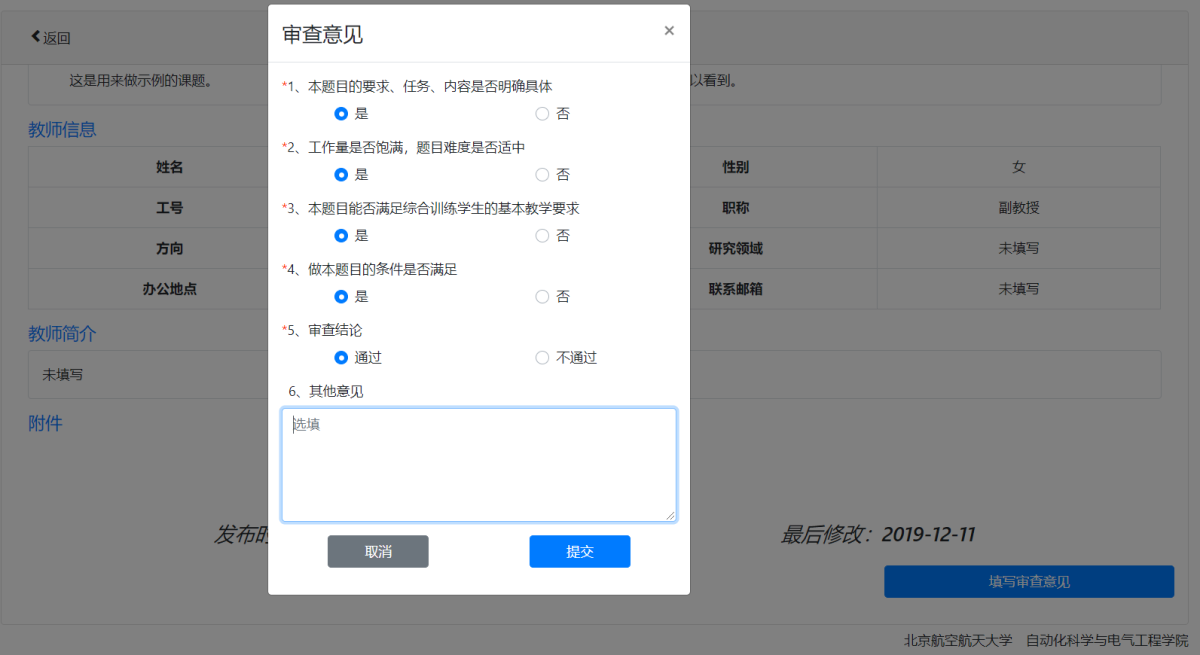 审查意见
×
返回
这是用来做示例的课题。
以看到。
*1、本题目的要求、任务、内容是否明确具体
是 否
教师信息
*2、工作量是否饱满，题目难度是否适中
姓名 性别 女
是 否
*3、本题目能否满足综合训练学生的基本教学要求
工号 职称 副教授
是 否
方向 研究领域 未填写
*4、做本题目的条件是否满足
办公地点 联系邮箱 未填写
是 否
教师简介
*5、审查结论
通过 不通过
未填写
6、其他意见
附件
选填
发布时
最后修改：2019-12-11
取消 提交
填写审查意见
北京航空航天大学 自动化科学与电气工程学院